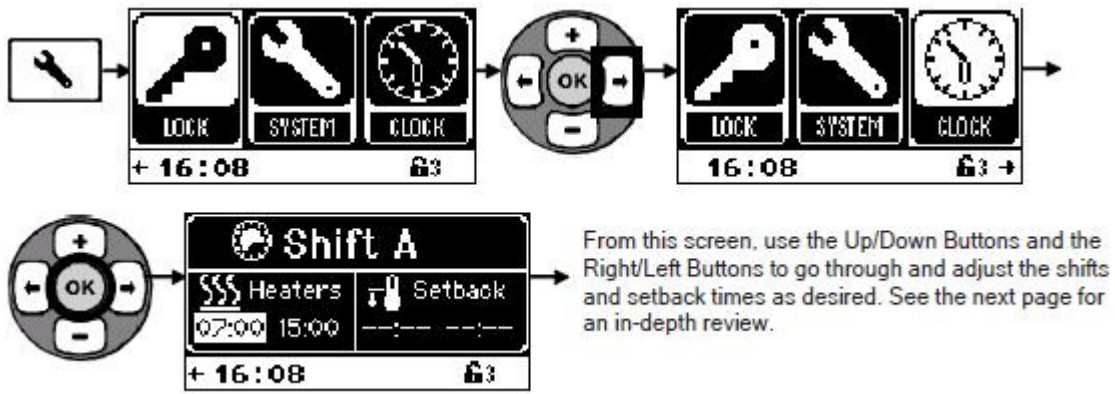 LOCK SYSTEM CLOCK
← 16:08 3
+
← OK →
−
LOCK SYSTEM CLOCK
16:08 3 →
+
← OK →
−
Shift A
Heaters Setback
07:00 15:00 --:-- --:--
← 16:08 3
From this screen, use the Up/Down Buttons and the
Right/Left Buttons to go through and adjust the shifts
and setback times as desired. See the next page for
an in-depth review.